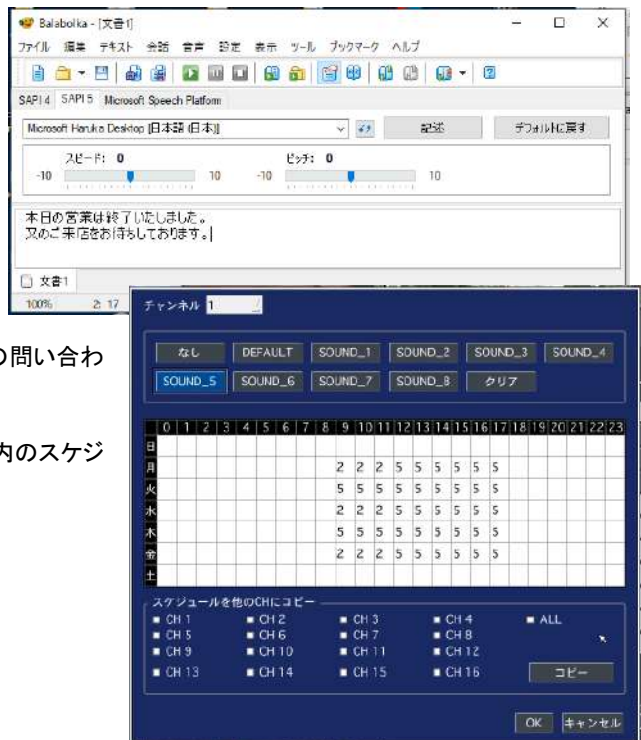 Balabolka - [文書1]
ファイル 編集 テキスト 会話 音声 設定 表示 ツール ブックマーク ヘルプ
SAPI 4 SAPI 5 Microsoft Speech Platform
Microsoft Haruka Desktop [日本語 (日本)] 記述 デフォルトに戻す
スピード: 0 ピッチ: 0
-10 10 -10 10
本日の営業は終了いたしました。
又のご来店をお待ちしております。
文書1
100% 2: 17
の問い合わ
内のスケジ
チャンネル 1
なし DEFAULT SOUND_1 SOUND_2 SOUND_3 SOUND_4
SOUND_5 SOUND_6 SOUND_7 SOUND_8 クリア
0 1 2 3 4 5 6 7 8 9 10 11 12 13 14 15 16 17 18 19 20 21 22 23
日
月 2 2 2 5 5 5 5 5 5
火 5 5 5 5 5 5 5 5 5
水 2 2 2 5 5 5 5 5 5
木 5 5 5 5 5 5 5 5 5
金 2 2 2 5 5 5 5 5 5
土
スケジュールを他のCHにコピー
CH 1 CH 2 CH 3 CH 4 ALL
CH 5 CH 6 CH 7 CH 8
CH 9 CH 10 CH 11 CH 12
CH 13 CH 14 CH 15 CH 16 コピー
OK キャンセル